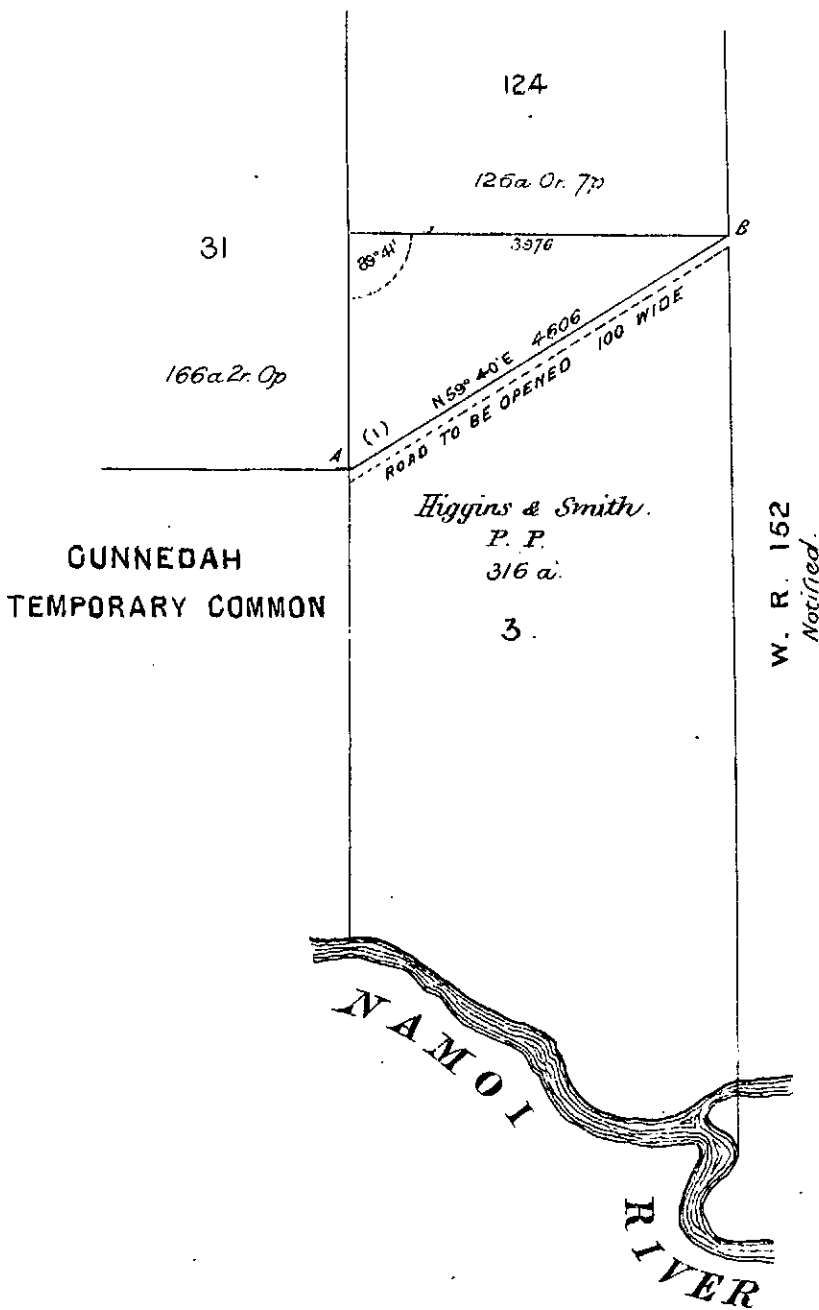 124
126a 0r. 7p
31
89° 41'
3976
B
166a 2r. 0p
N 59° 40' E 4606
ROAD TO BE OPENED 100 WIDE
A
(1)
Higgins & Smith.
P. P.
316 a.
3.
GUNNEDAH
TEMPORARY COMMON
W. R. 152
Notified.
NAMOI
RIVER